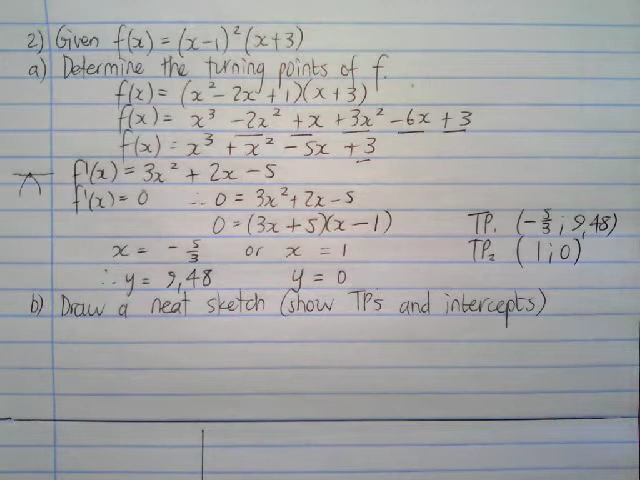 2) Given f(x) = (x-1)²(x+3)
a) Determine the turning points of f.
f(x) = (x² - 2x + 1)(x + 3)
f(x) = x³ - 2x² + x + 3x² - 6x + 3
f(x) = x³ + x² - 5x + 3
f'(x) = 3x² + 2x - 5
f'(x) = 0 ∴ 0 = 3x² + 2x - 5
0 = (3x + 5)(x - 1) TP₁ (-5/3 ; 9,48)
x = -5/3 or x = 1 TP₂ (1 ; 0)
∴ y = 9,48 y = 0
b) Draw a neat sketch (show TPs and intercepts)